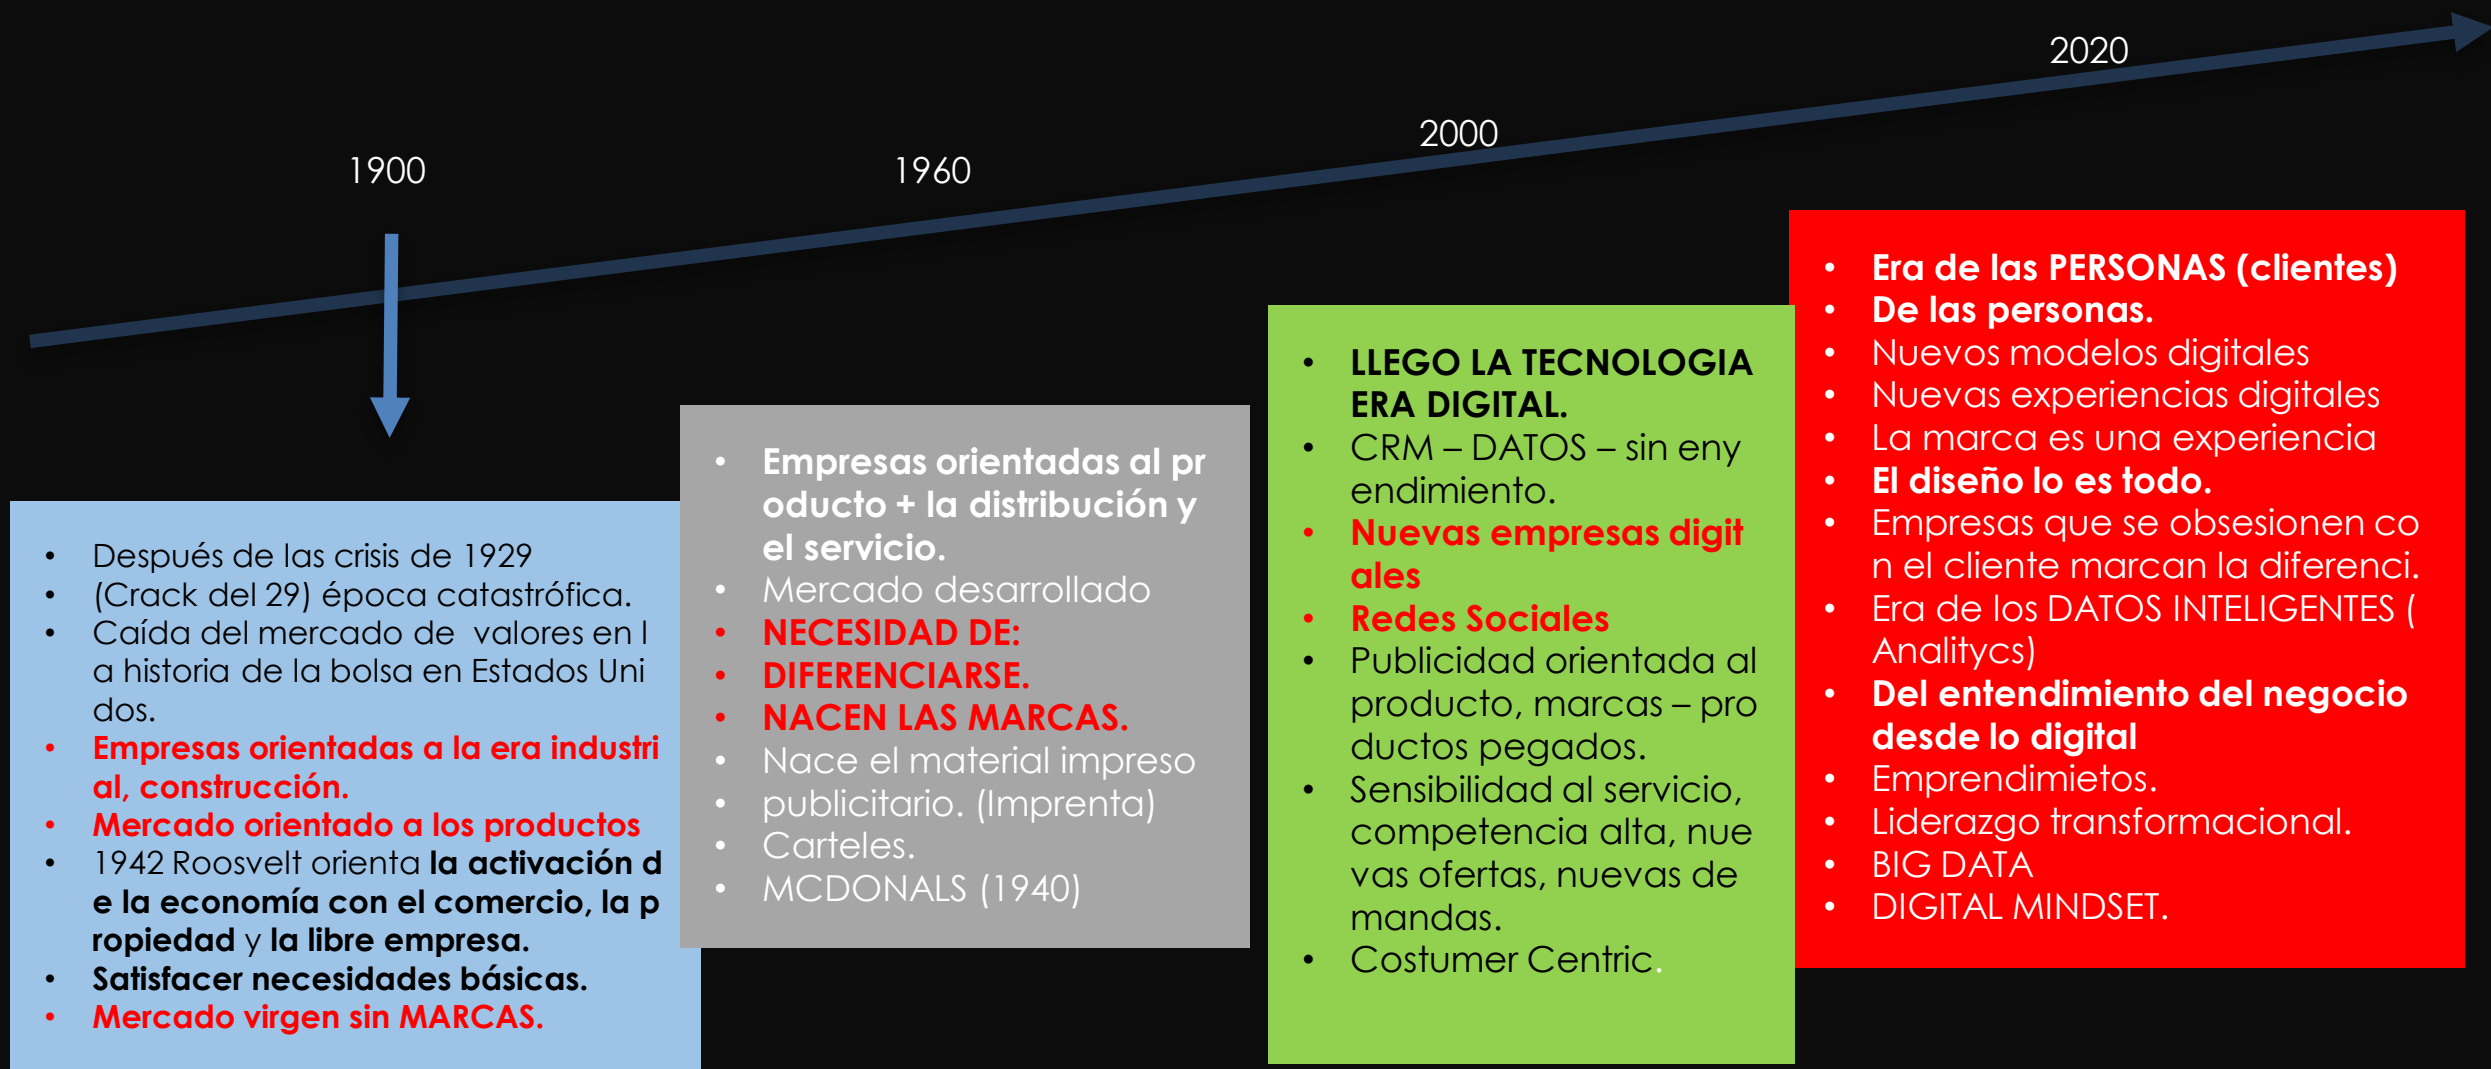 1900
1960
2000
2020
• Después de las crisis de 1929
• (Crack del 29) época catastrófica.
• Caída del mercado de  valores en l
a historia de la bolsa en Estados Uni
dos.
• Empresas orientadas a la era industri
al, construcción.
• Mercado orientado a los productos
• 1942 Roosvelt orienta la activación d
e la economía con el comercio, la p
ropiedad y la libre empresa.
• Satisfacer necesidades básicas.
• Mercado virgen sin MARCAS.
• Empresas orientadas al pr
oducto + la distribución y
el servicio.
• Mercado desarrollado
• NECESIDAD DE:
• DIFERENCIARSE.
• NACEN LAS MARCAS.
• Nace el material impreso
• publicitario. (Imprenta)
• Carteles.
• MCDONALS (1940)
• LLEGO LA TECNOLOGIA
ERA DIGITAL.
• CRM – DATOS – sin eny
endimiento.
• Nuevas empresas digit
ales
• Redes Sociales
• Publicidad orientada al
producto, marcas – pro
ductos pegados.
• Sensibilidad al servicio,
competencia alta, nue
vas ofertas, nuevas de
mandas.
• Costumer Centric.
• Era de las PERSONAS (clientes)
• De las personas.
• Nuevos modelos digitales
• Nuevas experiencias digitales
• La marca es una experiencia
• El diseño lo es todo.
• Empresas que se obsesionen co
n el cliente marcan la diferenci.
• Era de los DATOS INTELIGENTES (
Analitycs)
• Del entendimiento del negocio
desde lo digital
• Emprendimietos.
• Liderazgo transformacional.
• BIG DATA
• DIGITAL MINDSET.